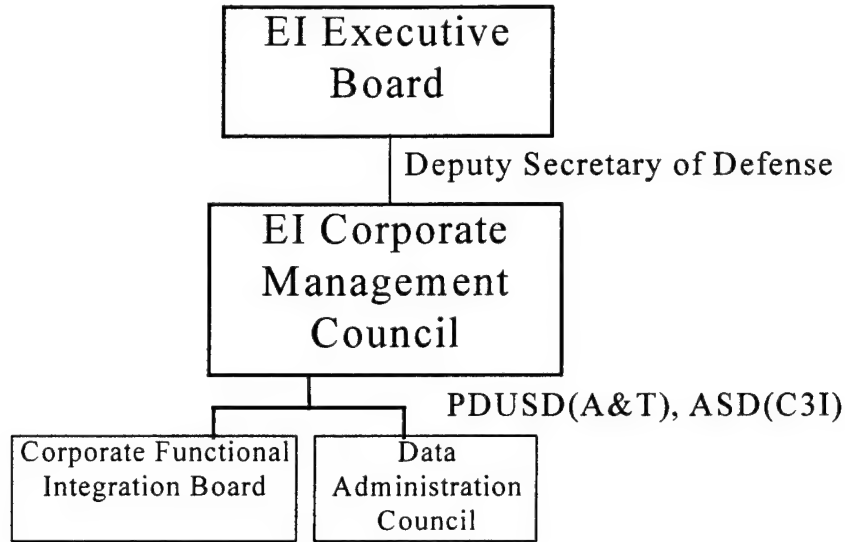 EI Executive
Board
Deputy Secretary of Defense
EI Corporate
Management
Council
PDUSD(A&T), ASD(C3I)
Corporate Functional
Integration Board
Data
Administration
Council